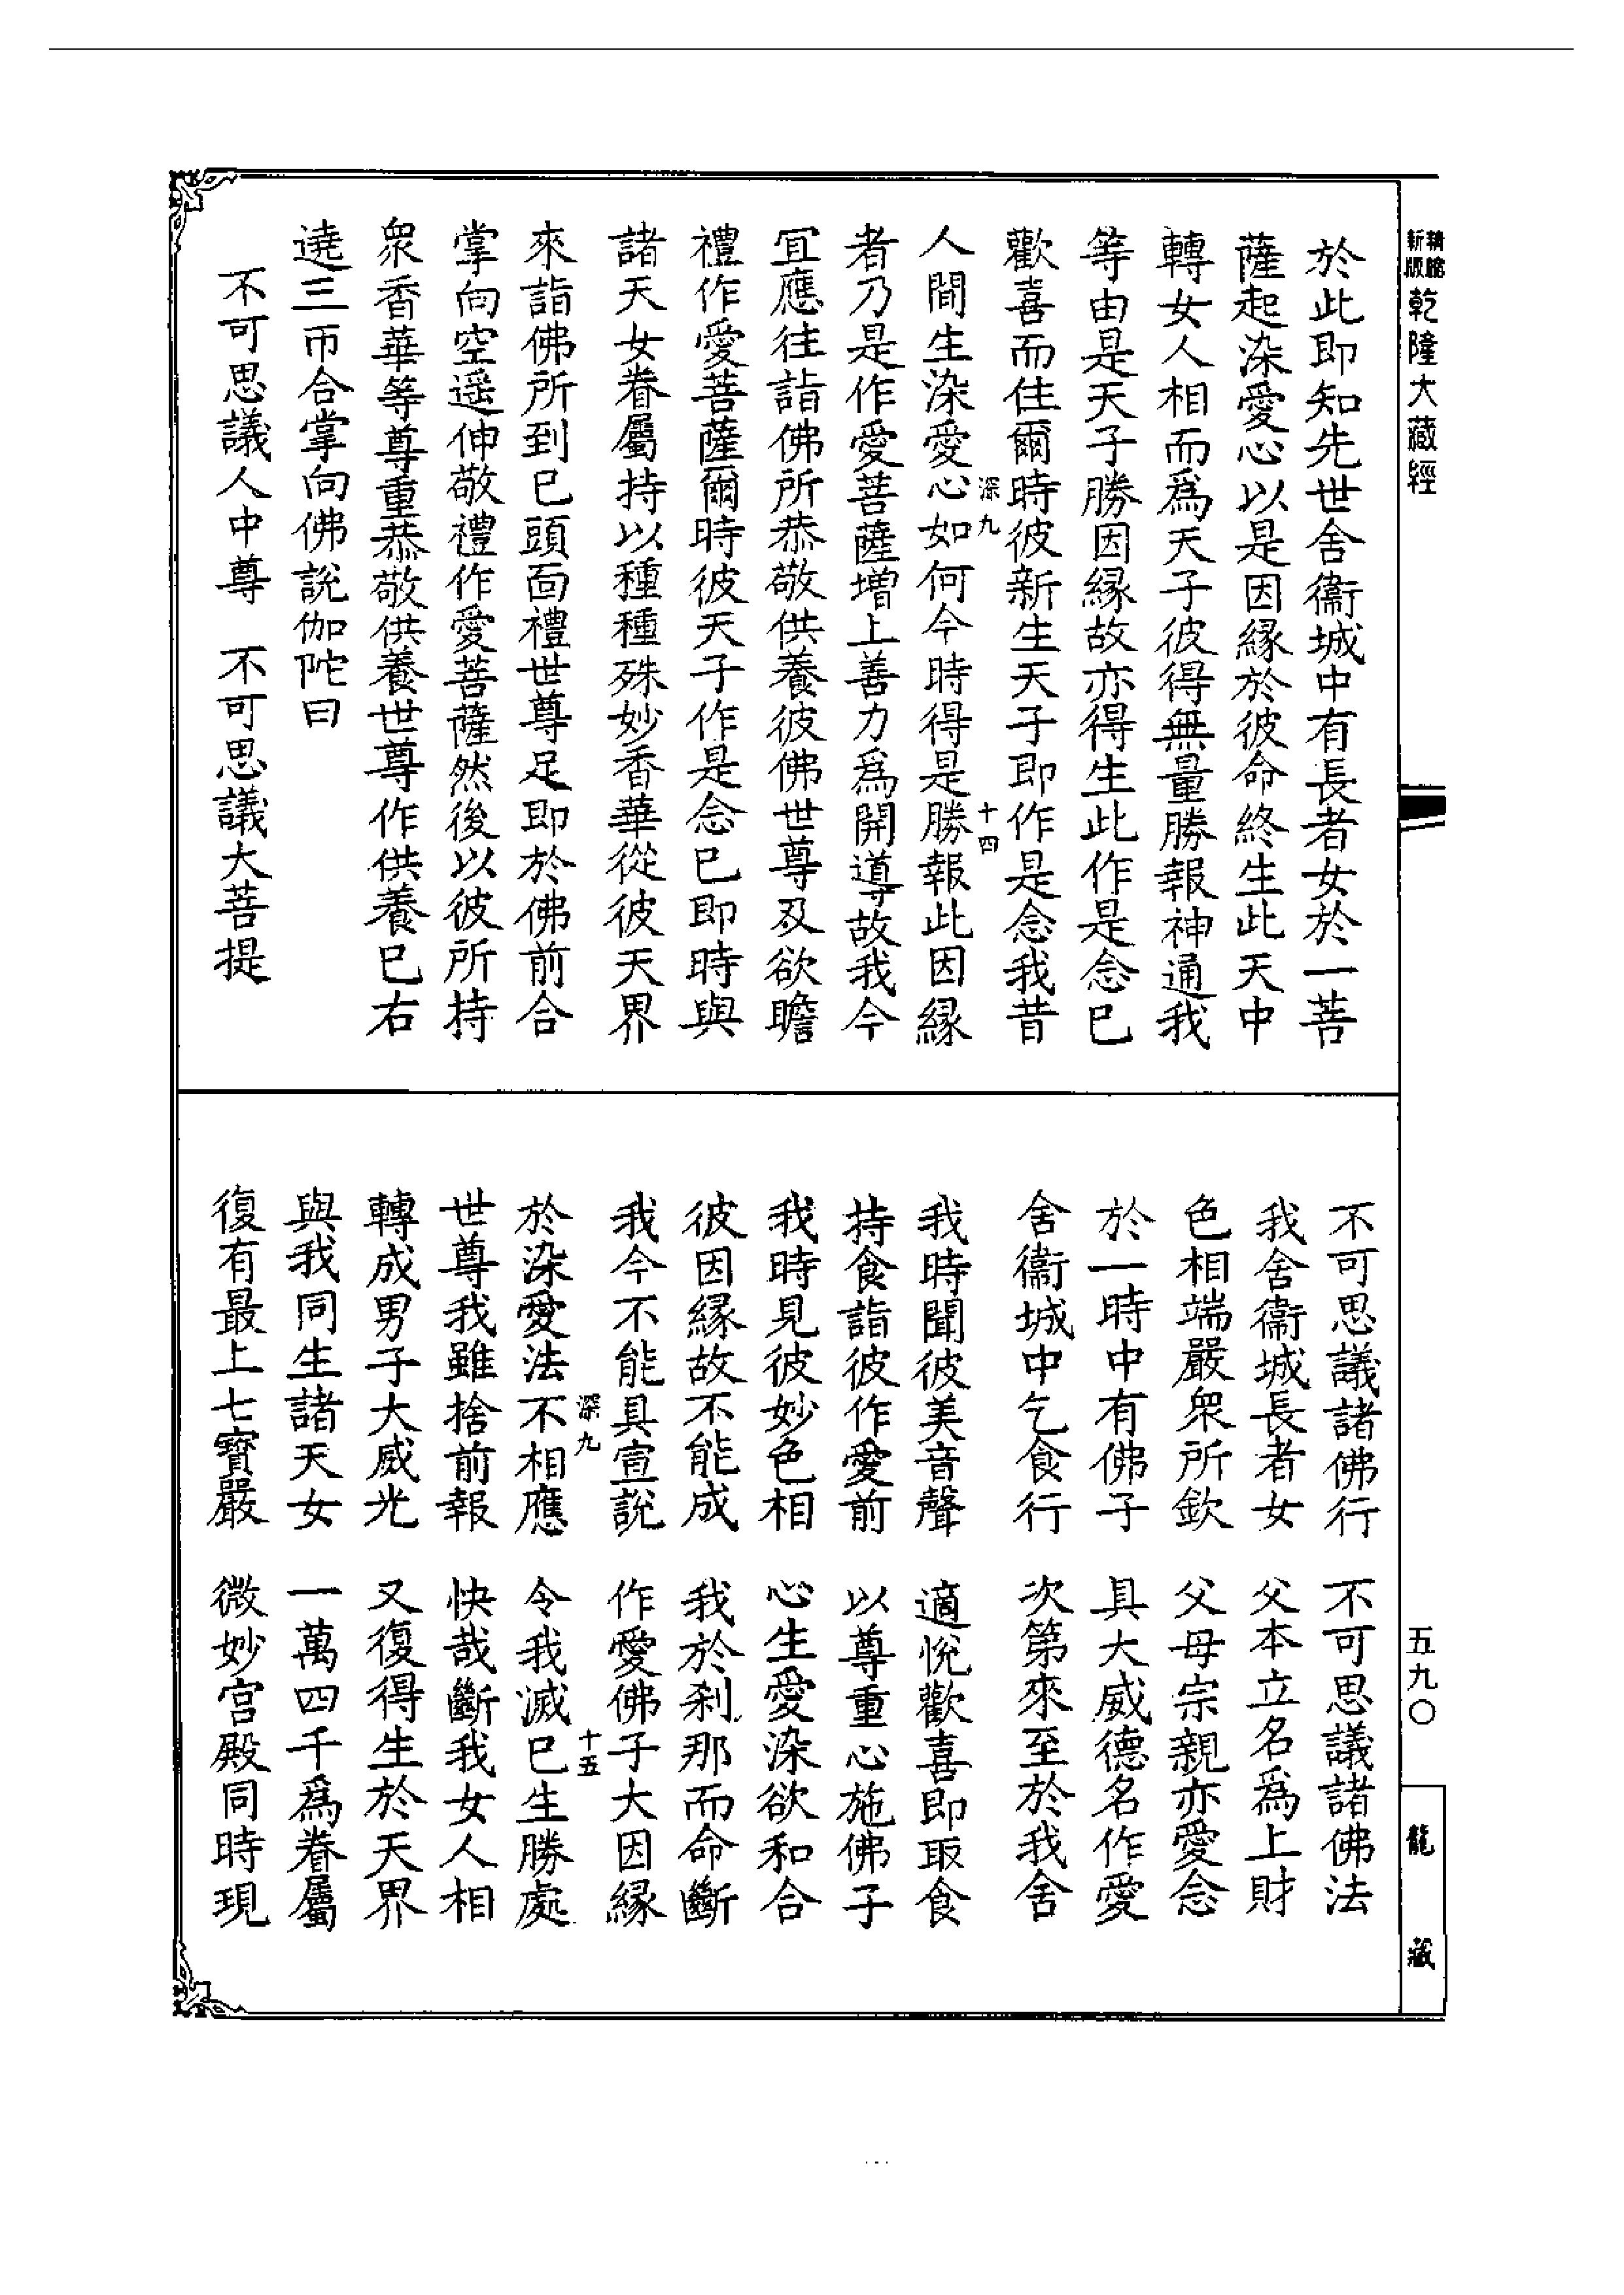 新編縮版乾隆大藏經
於此即知先世舍衞城中有長者女於一菩
薩起染愛心以是因縁於彼命終生此天中
轉女人相而爲天子彼得無量勝報神通我
等由是天子勝因縁故亦得生此作是念已
歡喜而住爾時彼新生天子即作是念我昔
深九 十四
人間生染愛心如何今時得是勝報此因縁
者乃是作愛菩薩增上善力爲開導故我今
冝應往詣佛所恭敬供養彼佛世尊及欲瞻
禮作愛菩薩爾時彼天子作是念已即時與
諸天女眷屬持以種種殊妙香華從彼天界
來詣佛所到已頭面禮世尊足即於佛前合
掌向空遥伸敬禮作愛菩薩然後以彼所持
衆香華等尊重恭敬供養世尊作供養已右
遶三帀合掌向佛說伽陀曰
不可思議人中尊 不可思議大菩提
不可思議諸佛行 不可思議諸佛法
我舍衞城長者女 父本立名爲上財
色相端嚴衆所欽 父母宗親亦愛念
於一時中有佛子 具大威德名作愛
舍衞城中乞食行 次第來至於我舍
我時聞彼美音聲 適悅歡喜即取食
持食詣彼作愛前 以尊重心施佛子
我時見彼妙色相 心生愛染欲和合
彼因縁故不能成 我於刹那而命斷
我今不能具宣說 作愛佛子大因縁
深九 十五
於染愛法不相應 令我滅已生勝處
世尊我雖捨前報 快哉斷我女人相
轉成男子大威光 又復得生於天界
與我同生諸天女 一萬四千爲眷屬
復有最上七寶嚴 微妙宫殿同時現
五九〇
龍藏